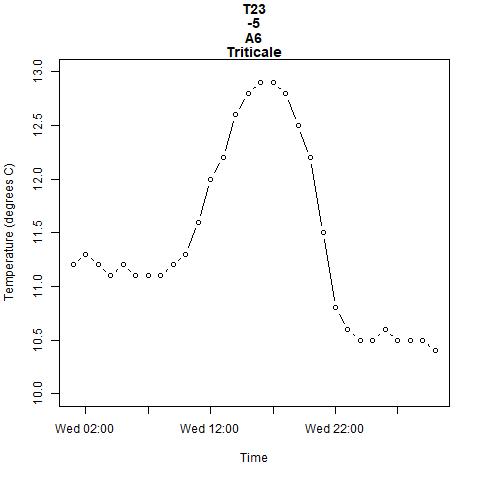 T23
-5
A6
Triticale
13.0
12.5
12.0
11.5
11.0
10.5
10.0
Temperature (degrees C)
Wed 02:00 Wed 12:00 Wed 22:00
Time